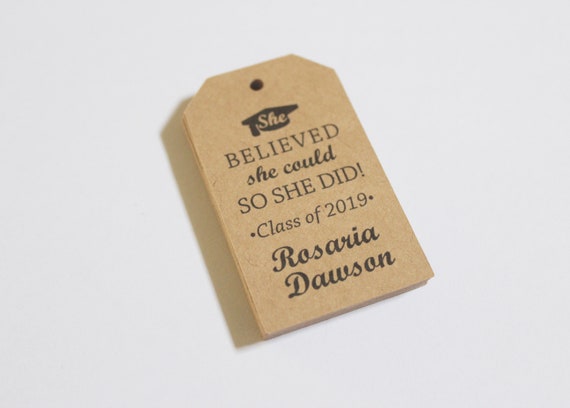 She
BELIEVED
she could
SO SHE DID!
•Class of 2019•
Rosaria
Dawson